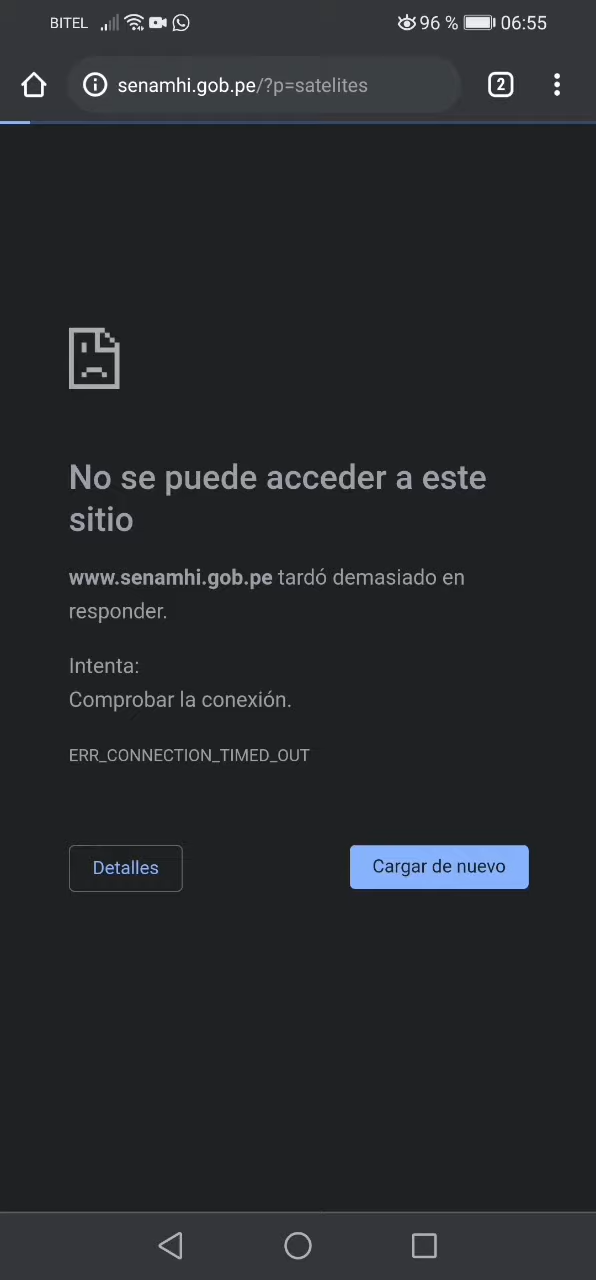 BITEL 96 % 06:55
senamhi.gob.pe/?p=satelites 2
No se puede acceder a este
sitio
www.senamhi.gob.pe tardó demasiado en
responder.
Intenta:
Comprobar la conexión.
ERR_CONNECTION_TIMED_OUT
Detalles Cargar de nuevo